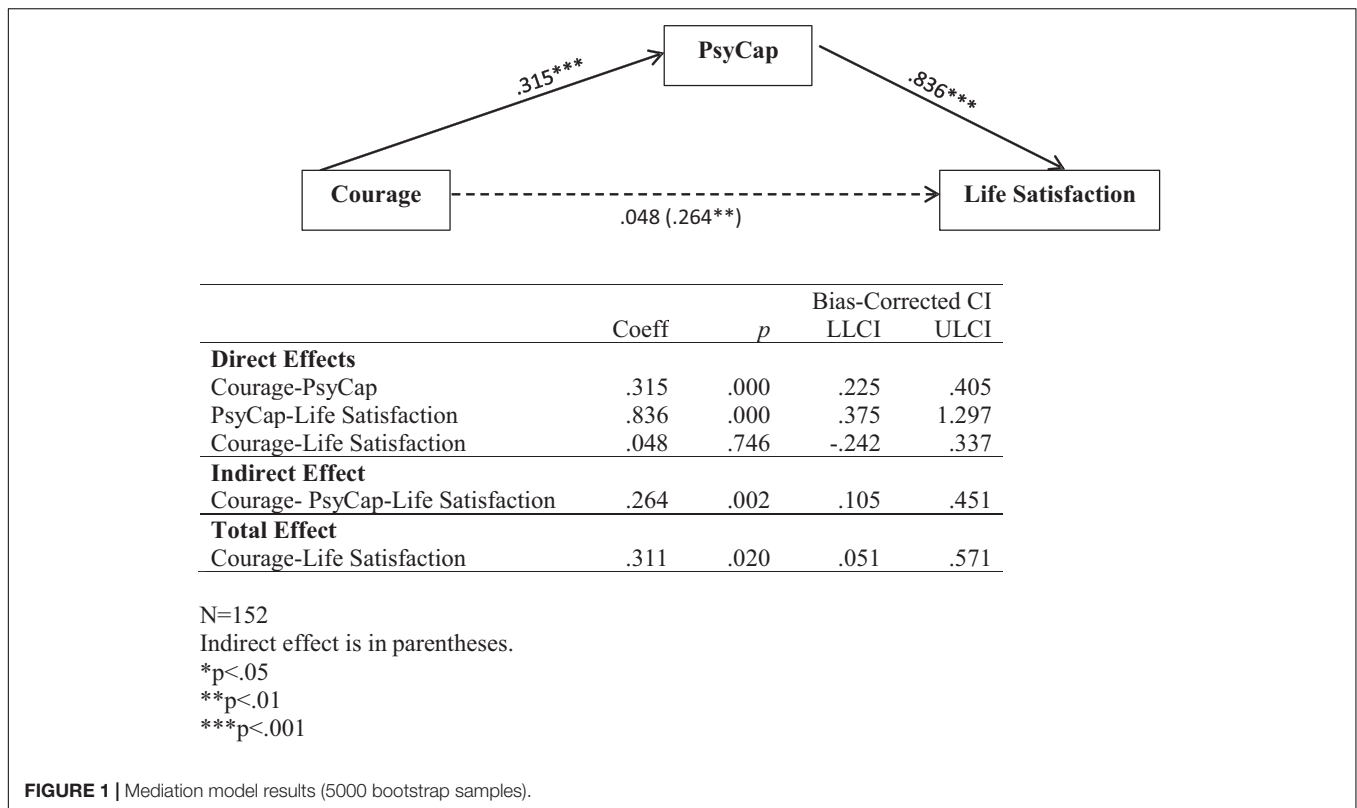 PsyCap
.315***
.836***
Courage
Life Satisfaction
.048 (.264**)
Bias-Corrected CI
Coeff p LLCI ULCI
Direct Effects
Courage-PsyCap .315 .000 .225 .405
PsyCap-Life Satisfaction .836 .000 .375 1.297
Courage-Life Satisfaction .048 .746 -.242 .337
Indirect Effect
Courage- PsyCap-Life Satisfaction .264 .002 .105 .451
Total Effect
Courage-Life Satisfaction .311 .020 .051 .571
N=152
Indirect effect is in parentheses.
*p<.05
**p<.01
***p<.001
FIGURE 1 | Mediation model results (5000 bootstrap samples).